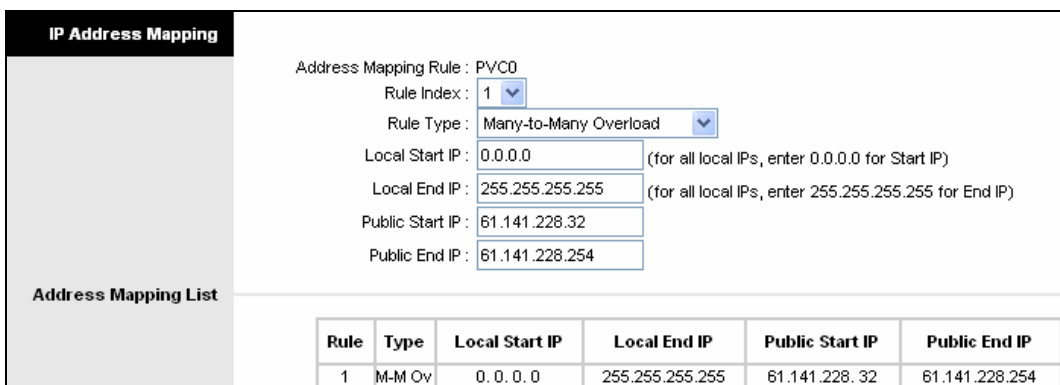 IP Address Mapping
Address Mapping Rule : PVC0
Rule Index : 1
Rule Type : Many-to-Many Overload
Local Start IP : 0.0.0.0 (for all local IPs, enter 0.0.0.0 for Start IP)
Local End IP : 255.255.255.255 (for all local IPs, enter 255.255.255.255 for End IP)
Public Start IP : 61.141.228.32
Public End IP : 61.141.228.254
Address Mapping List
Rule Type Local Start IP Local End IP Public Start IP Public End IP
1 M-M Ov 0. 0. 0. 0 255.255.255.255 61.141.228. 32 61.141.228.254